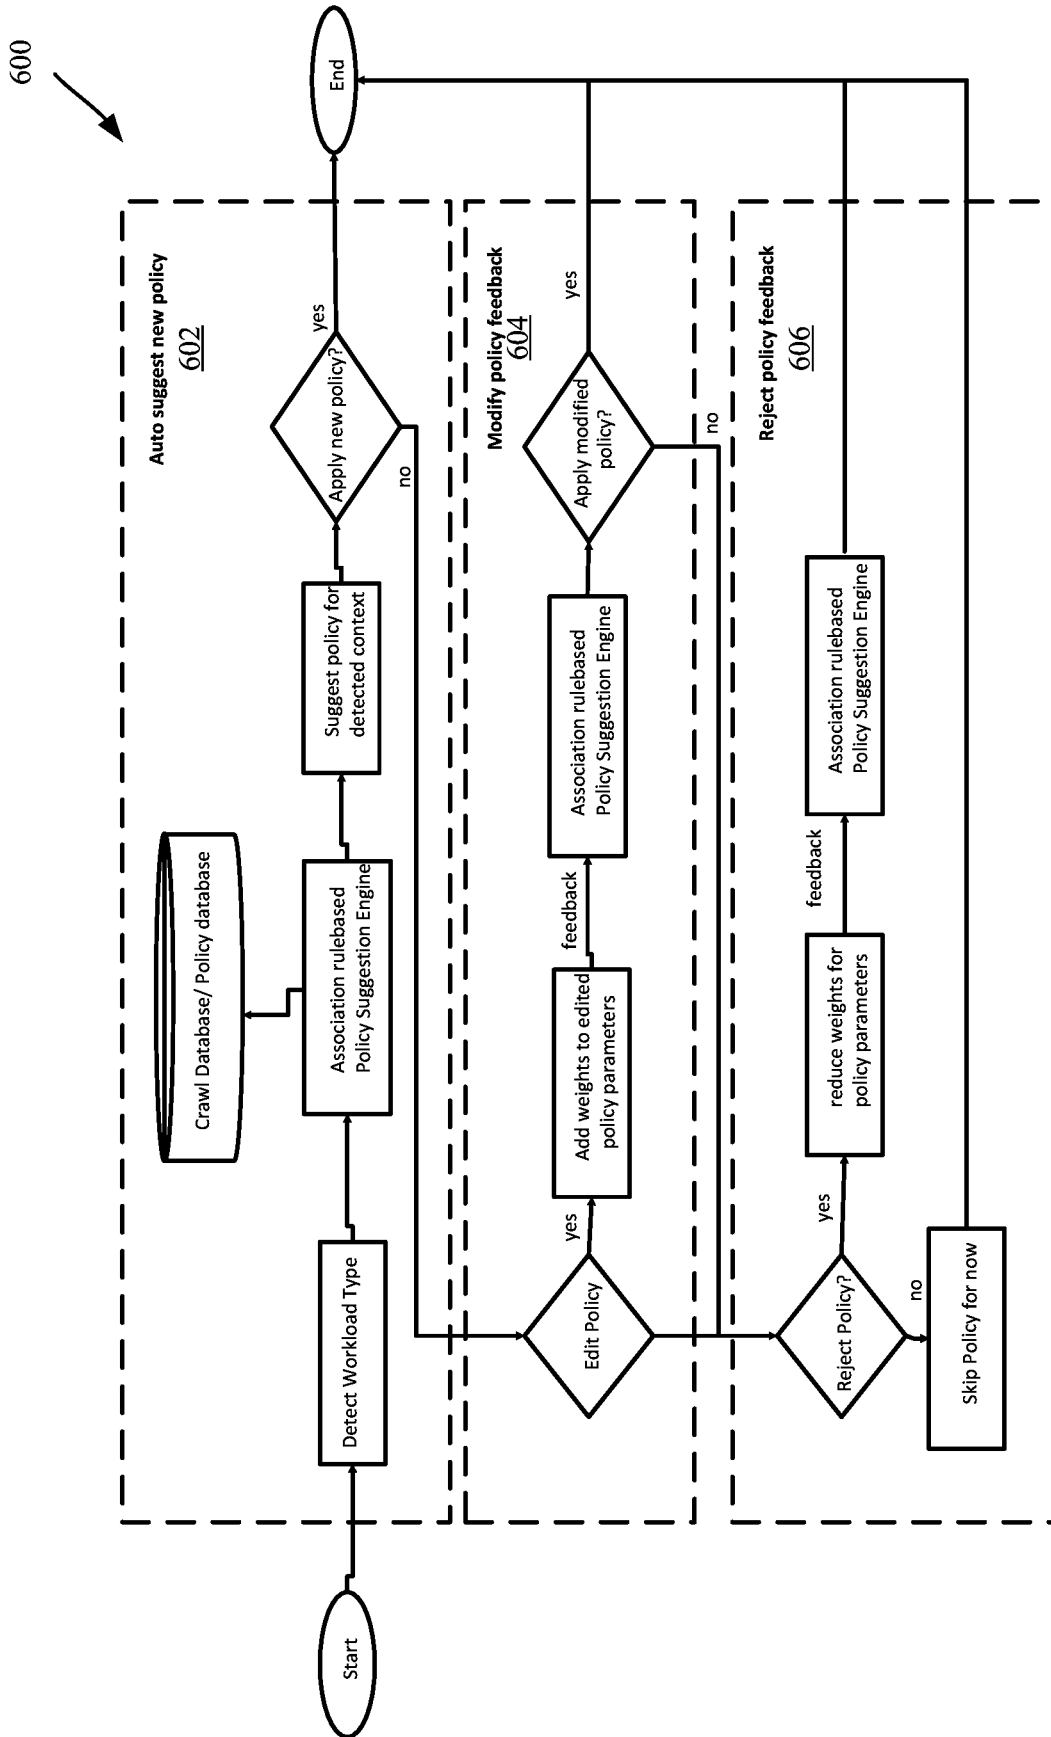 600
Start
End
Auto suggest new policy
602
Detect Workload Type
Crawl Database/ Policy database
Association rulebased
Policy Suggestion Engine
Suggest policy for
detected context
Apply new policy?
yes
no
Modify policy feedback
604
Edit Policy
yes
Add weights to edited
policy parameters
feedback
Association rulebased
Policy Suggestion Engine
Apply modified
policy?
yes
no
Reject policy feedback
606
Reject Policy?
yes
no
reduce weights for
policy parameters
feedback
Association rulebased
Policy Suggestion Engine
Skip Policy for now